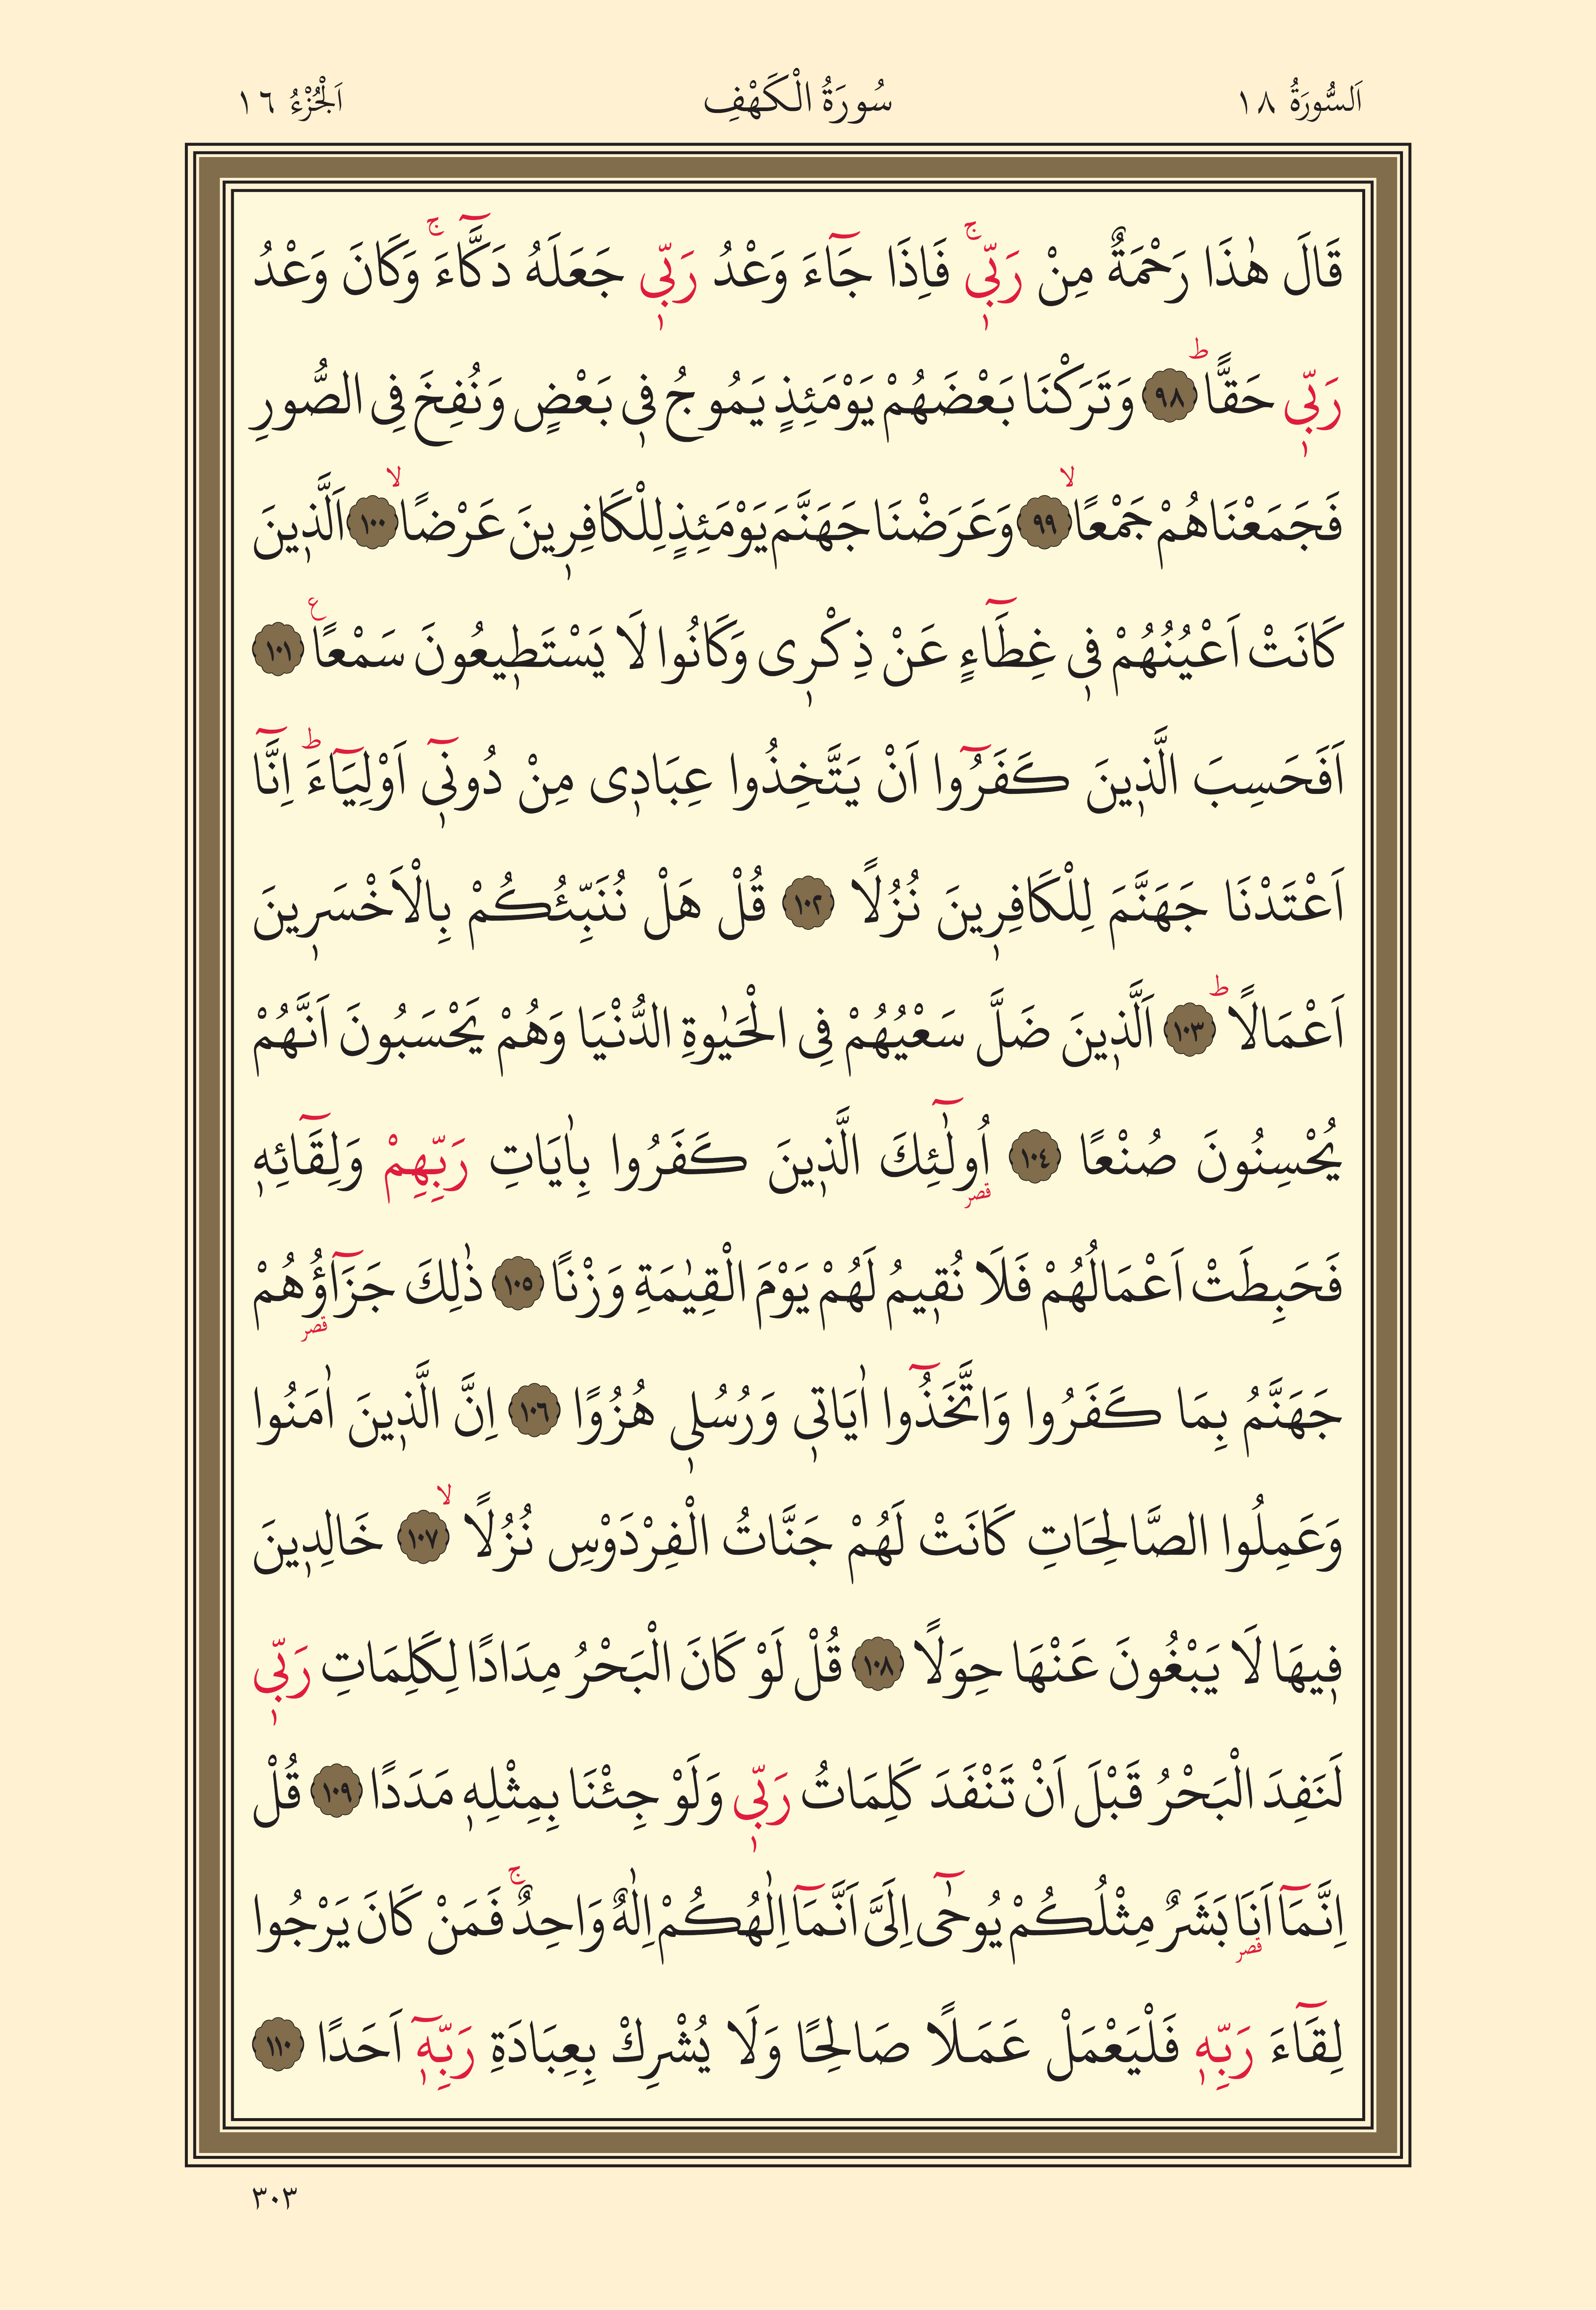 اَلسُّورَةُ ١٨
سُورَةُ الْكَهْفِ
اَلْجُزْءُ ١٦
قَالَ هٰذَا رَحْمَةٌ مِنْ رَبّ۪يۚ فَاِذَا جَٓاءَ وَعْدُ رَبّ۪ي جَعَلَهُ دَكَّٓاءَۚ وَكَانَ وَعْدُ
رَبّ۪ي حَقًّاۜ ﴿٩٨﴾ وَتَرَكْنَا بَعْضَهُمْ يَوْمَئِذٍ يَمُوجُ ف۪ي بَعْضٍ وَنُفِخَ فِي الصُّورِ
فَجَمَعْنَاهُمْ جَمْعًاۙ ﴿٩٩﴾ وَعَرَضْنَا جَهَنَّمَ يَوْمَئِذٍ لِلْكَافِر۪ينَ عَرْضًاۙ ﴿١٠٠﴾ اَلَّذ۪ينَ
كَانَتْ اَعْيُنُهُمْ ف۪ي غِطَٓاءٍ عَنْ ذِكْر۪ي وَكَانُوا لَا يَسْتَط۪يعُونَ سَمْعًاع ﴿١٠١﴾
اَفَحَسِبَ الَّذ۪ينَ كَفَرُٓوا اَنْ يَتَّخِذُوا عِبَاد۪ي مِنْ دُون۪ٓي اَوْلِيَٓاءَۜ اِنَّٓا
اَعْتَدْنَا جَهَنَّمَ لِلْكَافِر۪ينَ نُزُلًا ﴿١٠٢﴾ قُلْ هَلْ نُنَبِّئُكُمْ بِالْاَخْسَر۪ينَ
اَعْمَالًاۜ ﴿١٠٣﴾ اَلَّذ۪ينَ ضَلَّ سَعْيُهُمْ فِي الْحَيٰوةِ الدُّنْيَا وَهُمْ يَحْسَبُونَ اَنَّهُمْ
يُحْسِنُونَ صُنْعًا ﴿١٠٤﴾ اُو۬لٰٓئِكَ الَّذ۪ينَ كَفَرُوا بِاٰيَاتِ رَبِّهِمْ وَلِقَٓائِه۪
قصر
فَحَبِطَتْ اَعْمَالُهُمْ فَلَا نُق۪يمُ لَهُمْ يَوْمَ الْقِيٰمَةِ وَزْنًا ﴿١٠٥﴾ ذٰلِكَ جَزَٓاؤُ۬هُمْ
قصر
جَهَنَّمُ بِمَا كَفَرُوا وَاتَّخَذُٓوا اٰيَات۪ي وَرُسُل۪ي هُزُوًا ﴿١٠٦﴾ اِنَّ الَّذ۪ينَ اٰمَنُوا
وَعَمِلُوا الصَّالِحَاتِ كَانَتْ لَهُمْ جَنَّاتُ الْفِرْدَوْسِ نُزُلًاۙ ﴿١٠٧﴾ خَالِد۪ينَ
ف۪يهَا لَا يَبْغُونَ عَنْهَا حِوَلًا ﴿١٠٨﴾ قُلْ لَوْ كَانَ الْبَحْرُ مِدَادًا لِكَلِمَاتِ رَبّ۪ي
لَنَفِدَ الْبَحْرُ قَبْلَ اَنْ تَنْفَدَ كَلِمَاتُ رَبّ۪ي وَلَوْ جِئْنَا بِمِثْلِه۪ مَدَدًا ﴿١٠٩﴾ قُلْ
اِنَّمَٓا اَنَا۬ بَشَرٌ مِثْلُكُمْ يُوحٰٓى اِلَيَّ اَنَّمَٓا اِلٰهُكُمْ اِلٰهٌ وَاحِدٌۚ فَمَنْ كَانَ يَرْجُوا
قصر
لِقَٓاءَ رَبِّه۪ فَلْيَعْمَلْ عَمَلًا صَالِحًا وَلَا يُشْرِكْ بِعِبَادَةِ رَبِّه۪ٓ اَحَدًا ﴿١١٠﴾
٣٠٣